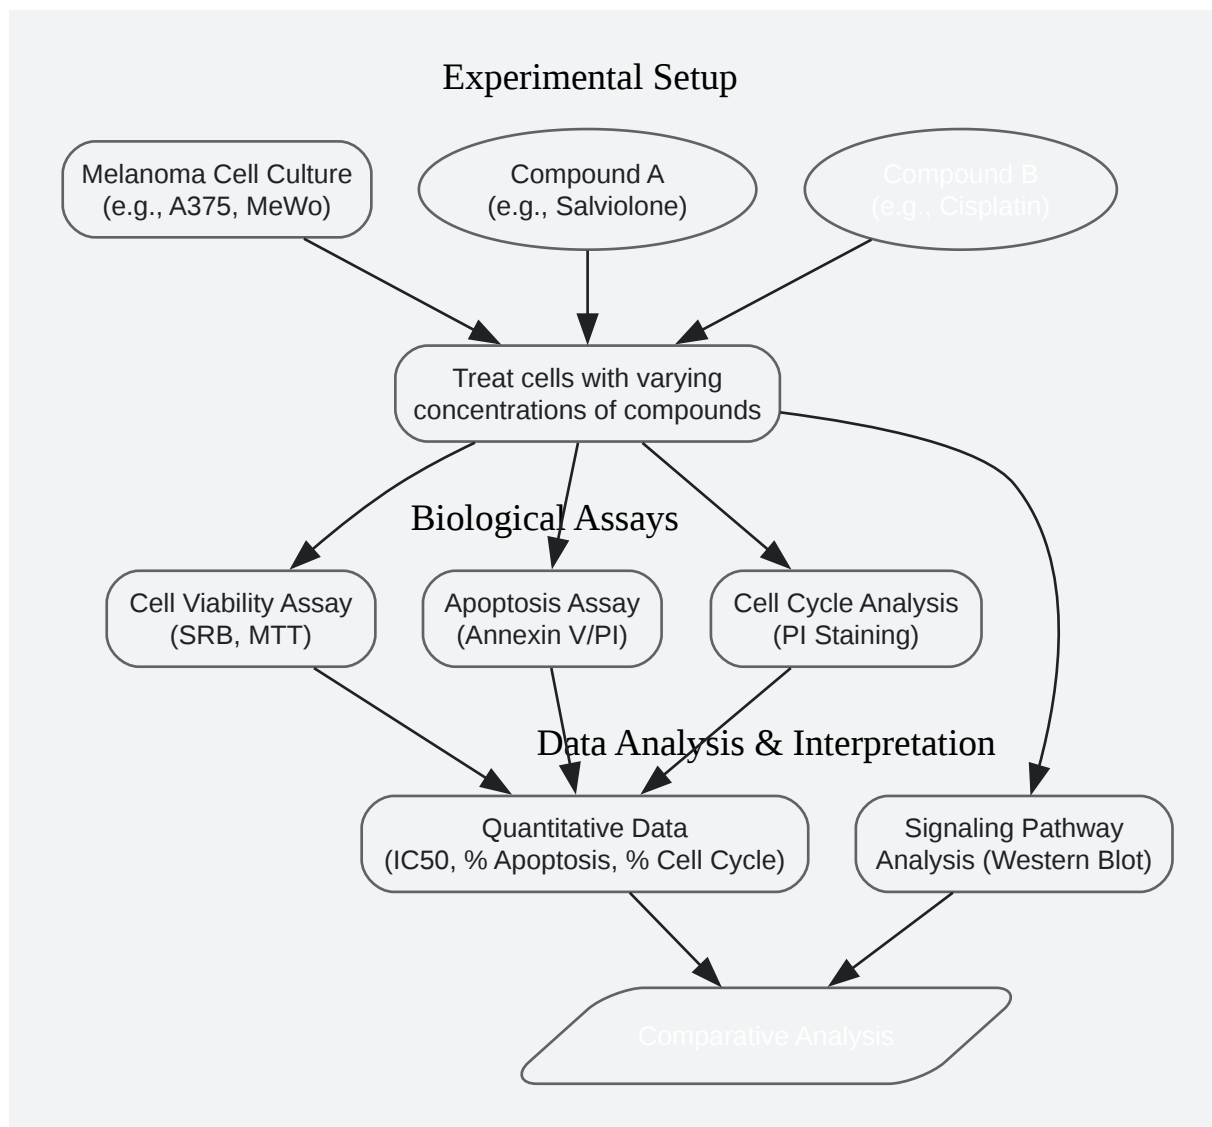 Experimental Setup
Melanoma Cell Culture
(e.g., A375, MeWo)
Compound A
(e.g., Salviolone)
Compound B
(e.g., Cisplatin)
Treat cells with varying
concentrations of compounds
Biological Assays
Cell Viability Assay
(SRB, MTT)
Apoptosis Assay
(Annexin V/PI)
Cell Cycle Analysis
(PI Staining)
Data Analysis & Interpretation
Quantitative Data
(IC50, % Apoptosis, % Cell Cycle)
Signaling Pathway
Analysis (Western Blot)
Comparative Analysis